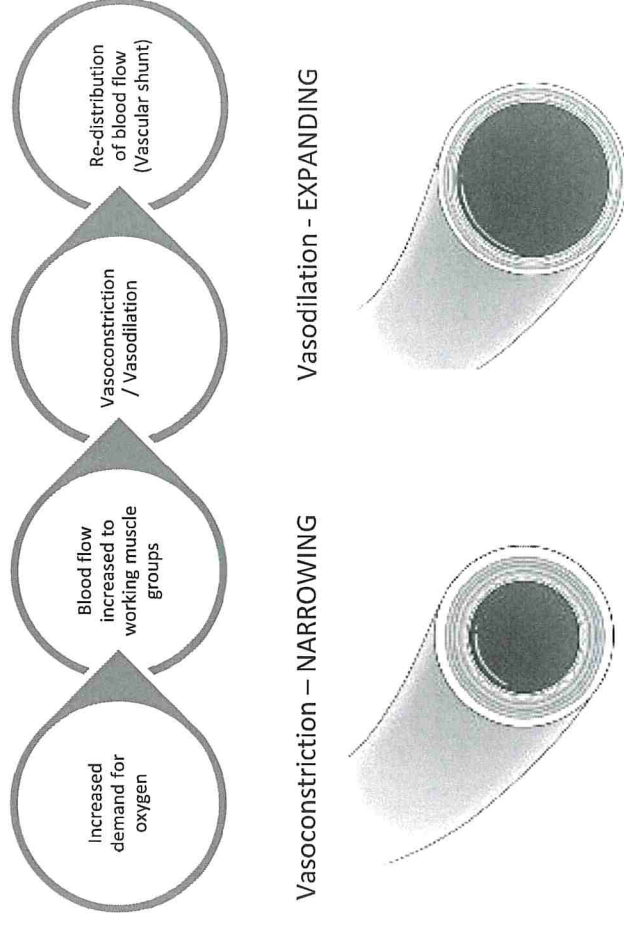 Increased
demand for
oxygen
Blood flow
increased to
working muscle
groups
Vasoconstriction
/ Vasodilation
Re-distribution
of blood flow
(Vascular shunt)
Vasoconstriction – NARROWING
Vasodilation - EXPANDING